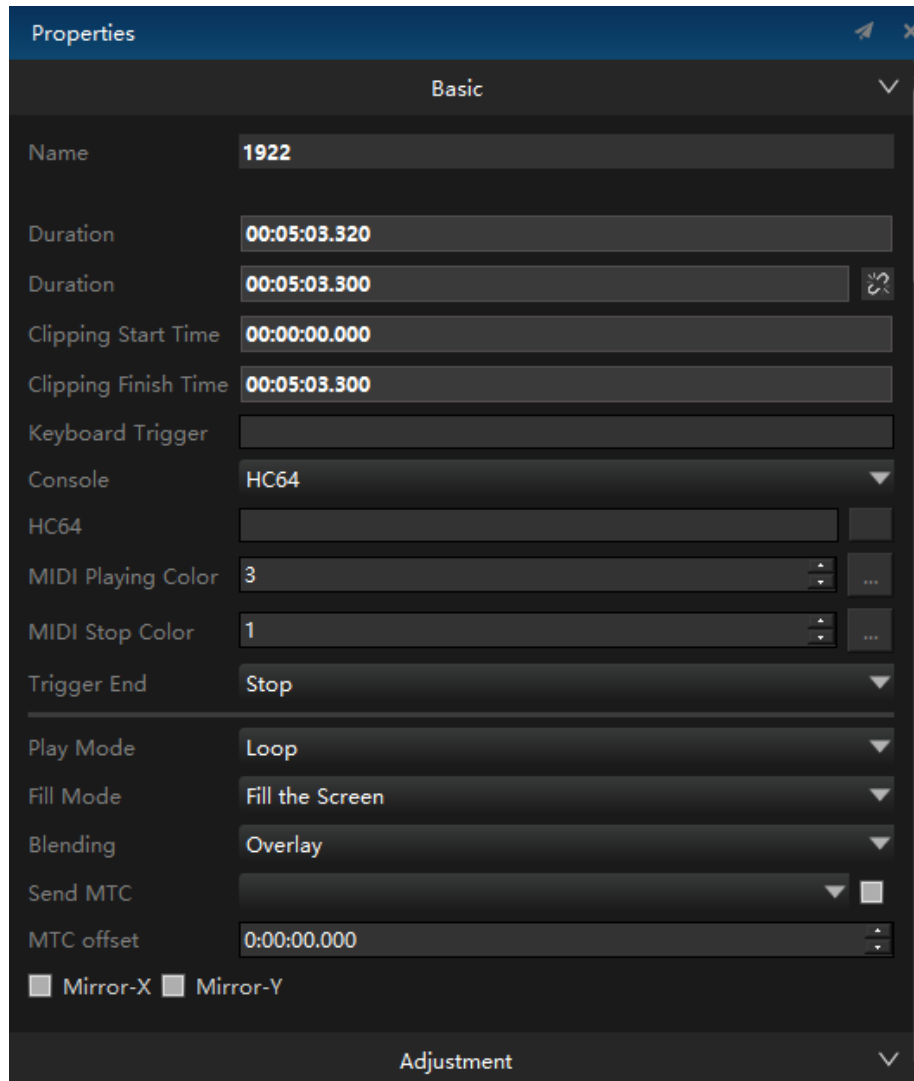 Properties
Basic
Name 1922
Duration 00:05:03.320
Duration 00:05:03.300
Clipping Start Time 00:00:00.000
Clipping Finish Time 00:05:03.300
Keyboard Trigger
Console HC64
HC64
MIDI Playing Color 3 ...
MIDI Stop Color 1 ...
Trigger End Stop
Play Mode Loop
Fill Mode Fill the Screen
Blending Overlay
Send MTC
MTC offset 0:00:00.000
Mirror-X Mirror-Y
Adjustment